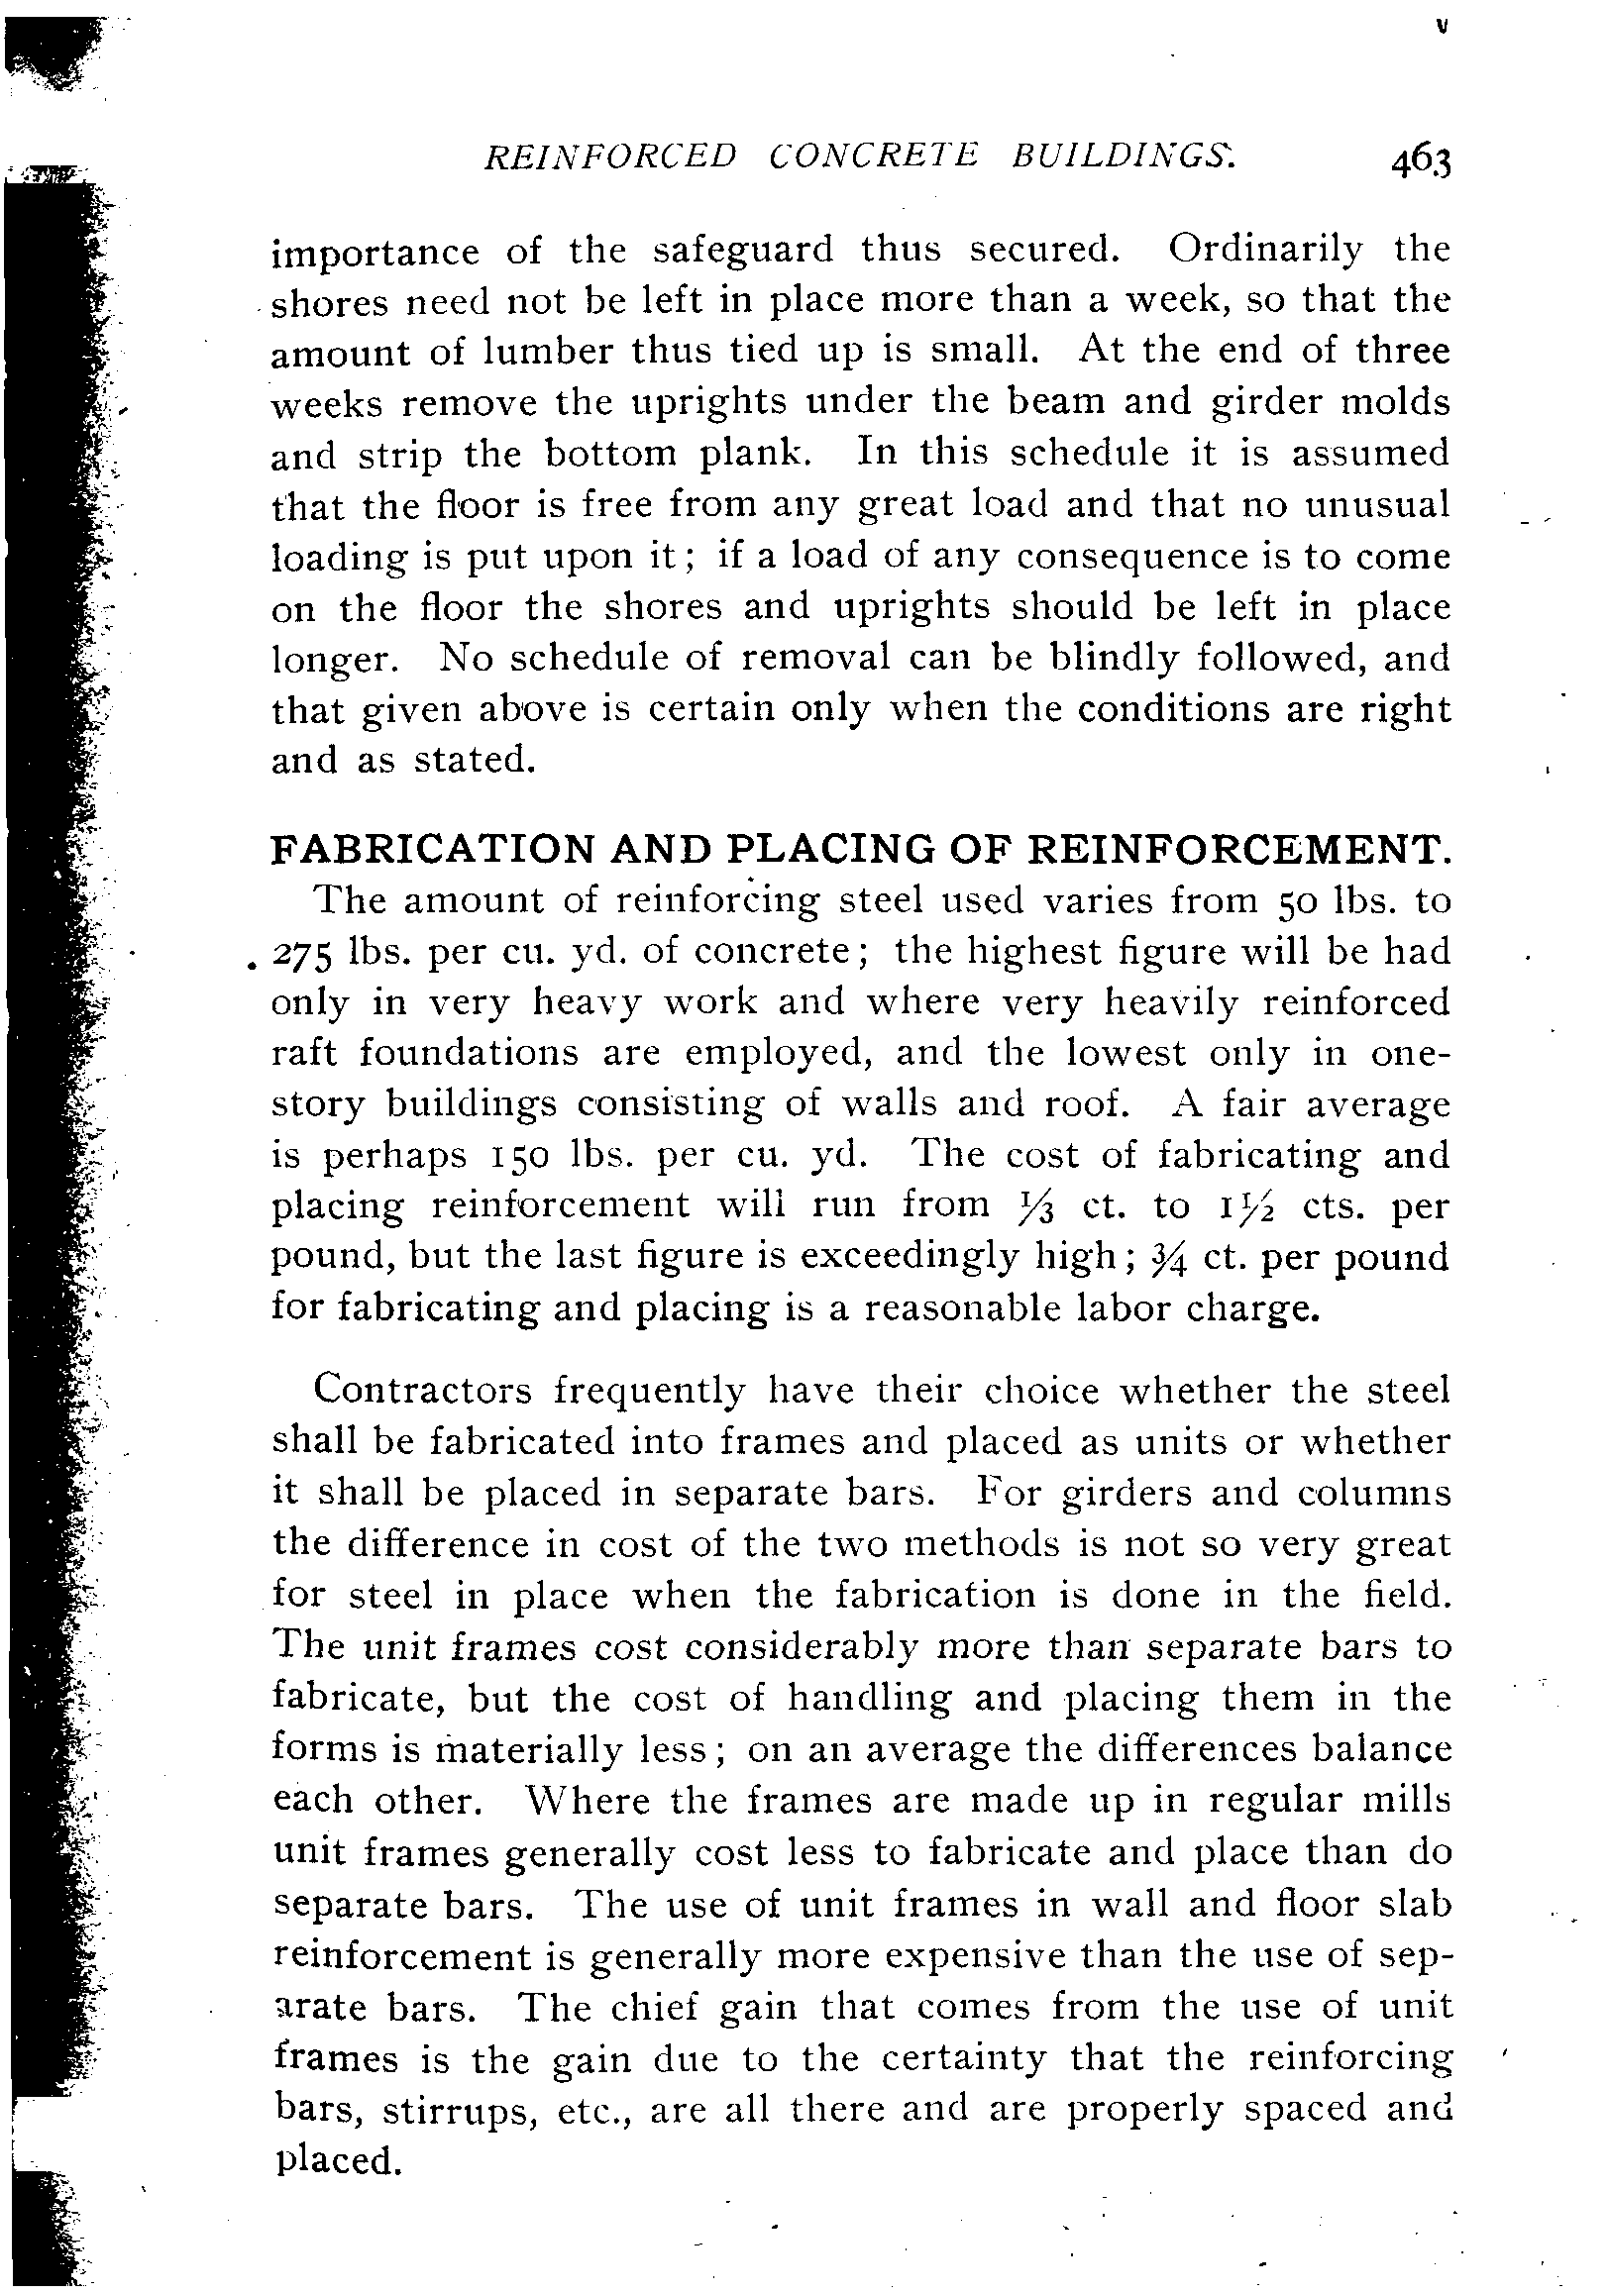 REINFORCED CONCRETE BUILDINGS. 463
importance of the safeguard thus secured. Ordinarily the
shores need not be left in place more than a week, so that the
amount of lumber thus tied up is small. At the end of three
weeks remove the uprights under the beam and girder molds
and strip the bottom plank. In this schedule it is assumed
that the floor is free from any great load and that no unusual
loading is put upon it; if a load of any consequence is to come
on the floor the shores and uprights should be left in place
longer. No schedule of removal can be blindly followed, and
that given above is certain only when the conditions are right
and as stated.
FABRICATION AND PLACING OF REINFORCEMENT.
The amount of reinforcing steel used varies from 50 lbs. to
275 lbs. per cu. yd. of concrete; the highest figure will be had
only in very heavy work and where very heavily reinforced
raft foundations are employed, and the lowest only in one-
story buildings consisting of walls and roof. A fair average
is perhaps 150 lbs. per cu. yd. The cost of fabricating and
placing reinforcement will run from ⅓ ct. to 1½ cts. per
pound, but the last figure is exceedingly high; ¾ ct. per pound
for fabricating and placing is a reasonable labor charge.
Contractors frequently have their choice whether the steel
shall be fabricated into frames and placed as units or whether
it shall be placed in separate bars. For girders and columns
the difference in cost of the two methods is not so very great
for steel in place when the fabrication is done in the field.
The unit frames cost considerably more than separate bars to
fabricate, but the cost of handling and placing them in the
forms is materially less; on an average the differences balance
each other. Where the frames are made up in regular mills
unit frames generally cost less to fabricate and place than do
separate bars. The use of unit frames in wall and floor slab
reinforcement is generally more expensive than the use of sep-
arate bars. The chief gain that comes from the use of unit
frames is the gain due to the certainty that the reinforcing
bars, stirrups, etc., are all there and are properly spaced and
placed.